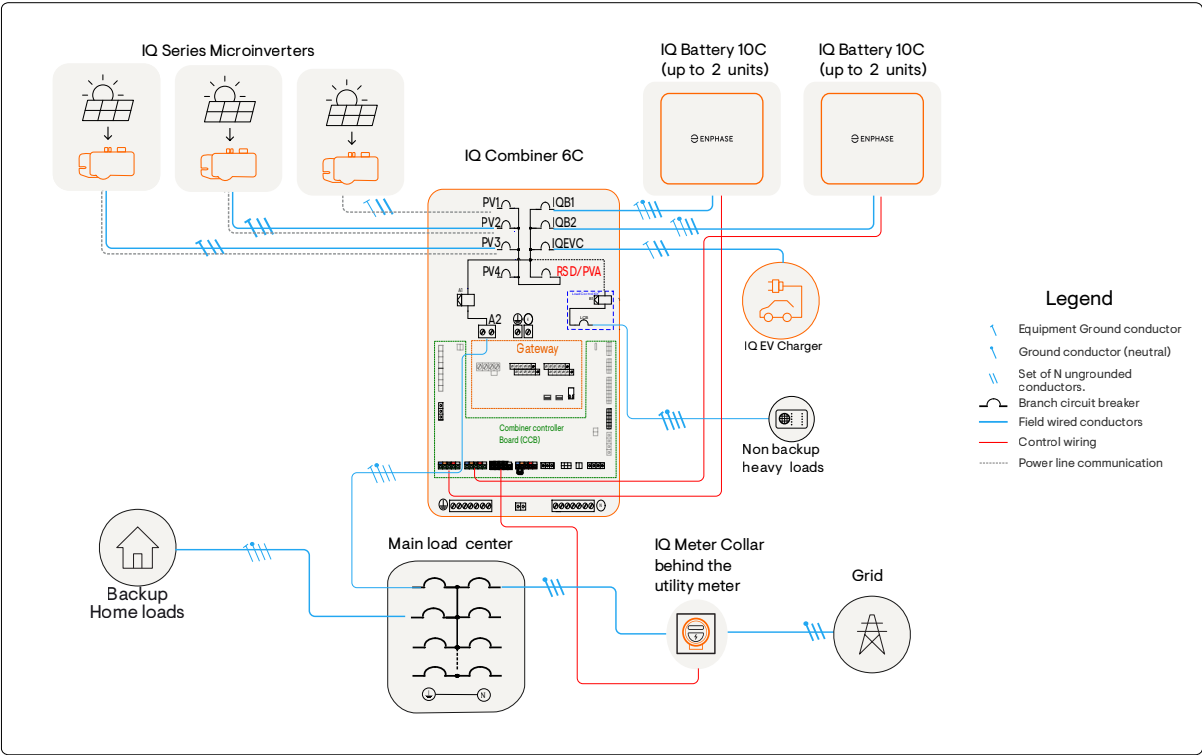 IQ Series Microinverters
IQ Battery 10C
(up to 2 units)
IQ Battery 10C
(up to 2 units)
ENPHASE
ENPHASE
IQ Combiner 6C
PV1
IQB1
PV2
IQB2
PV3
IQEVC
PV4
RSD/PVA
A1
A2
Gateway
Combiner controller
Board (CCB)
IQ EV Charger
Non backup
heavy loads
Legend
Equipment Ground conductor
Ground conductor (neutral)
Set of N ungrounded
conductors.
Branch circuit breaker
Field wired conductors
Control wiring
Power line communication
Backup
Home loads
Main load center
N
IQ Meter Collar
behind the
utility meter
Grid